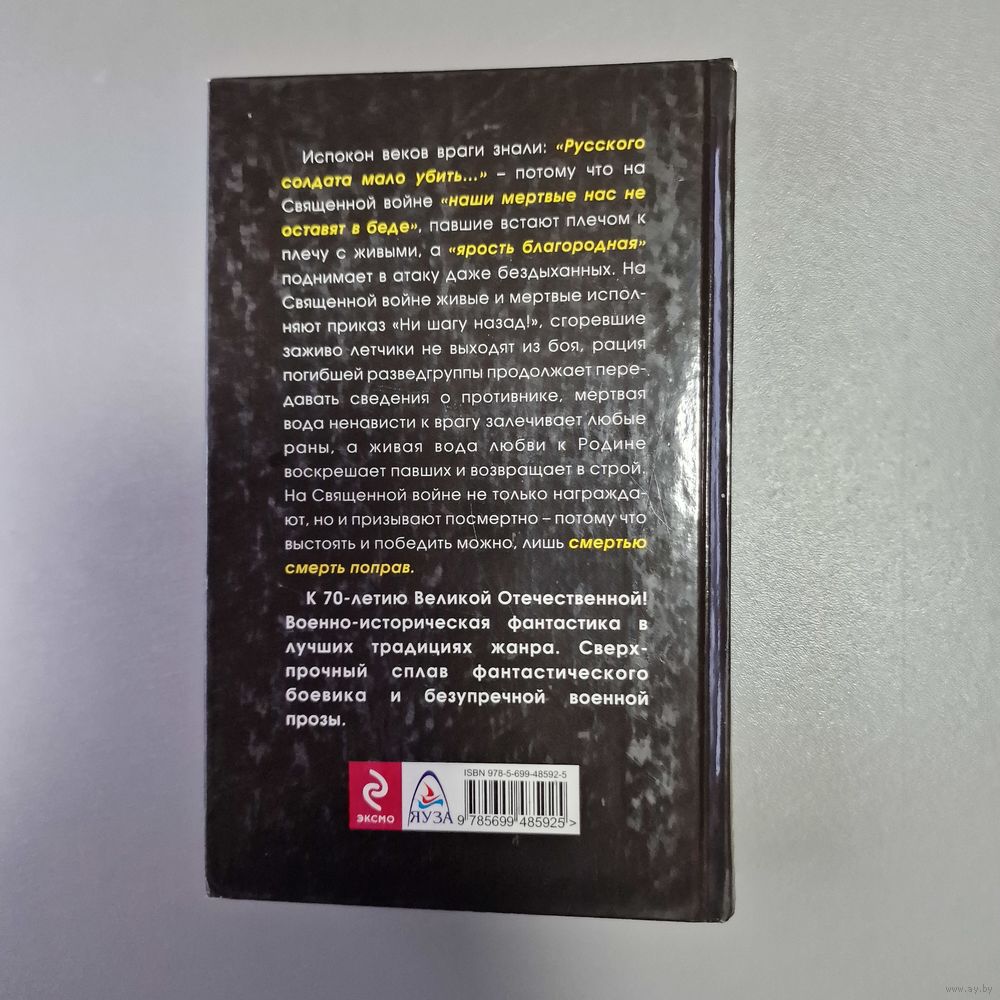 Испокон веков враги знали: «Русского
солдата мало убить...» – потому что на
Священной войне «наши мертвые нас не
оставят в беде», павшие встают плечом к
плечу с живыми, а «ярость благородная»
поднимает в атаку даже бездыханных. На
Священной войне живые и мертвые испол-
няют приказ «Ни шагу назад!», сгоревшие
заживо летчики не выходят из боя, рация
погибшей разведгруппы продолжает пере-
давать сведения о противнике, мертвая
вода ненависти к врагу залечивает любые
раны, а живая вода любви к Родине
воскрешает павших и возвращает в строй.
На Священной войне не только награжда-
ют, но и призывают посмертно – потому что
выстоять и победить можно, лишь смертью
смерть поправ.
К 70-летию Великой Отечественной!
Военно-историческая фантастика в
лучших традициях жанра. Сверх-
прочный сплав фантастического
боевика и безупречной военной
прозы.
ISBN 978-5-699-48592-5
ЭКСМО
ЯУЗА
9 785699 485925 >
www.ay.by